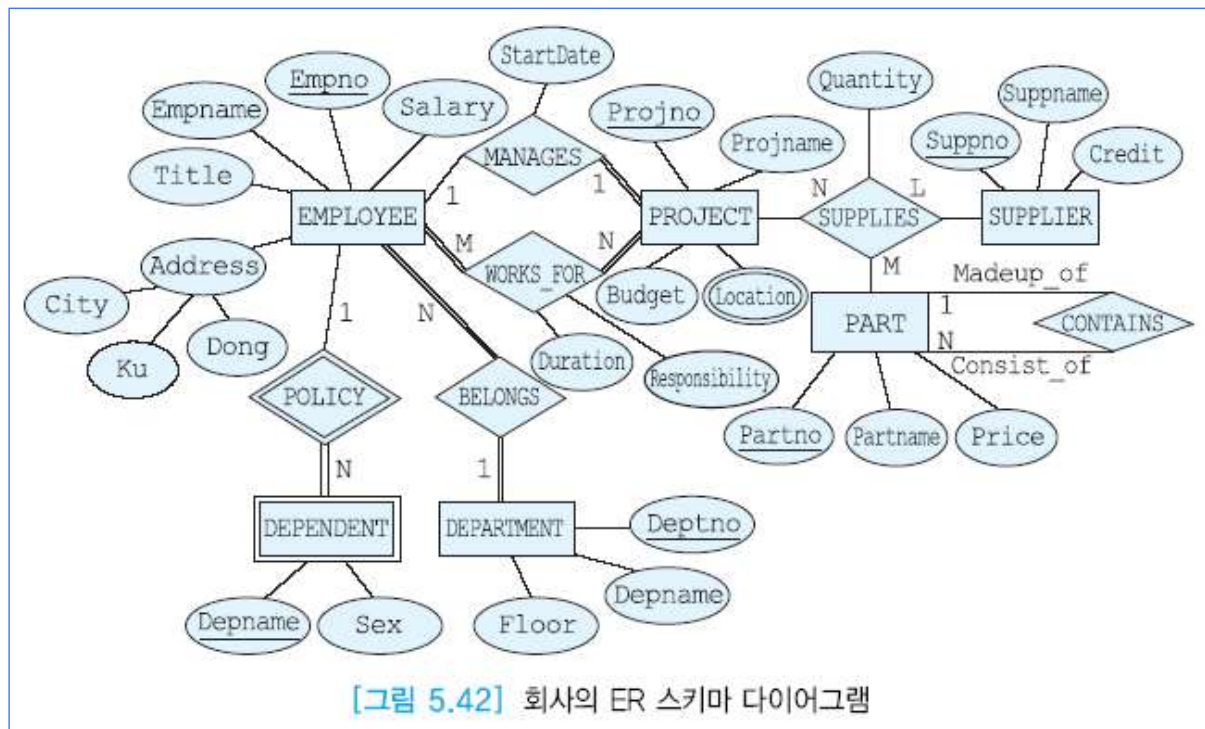 StartDate
Empno
Quantity
Suppname
Empname
Salary
Projno
Suppno
Projname
Credit
MANAGES
Title
1
1
N
L
EMPLOYEE
PROJECT
SUPPLIES
SUPPLIER
M
N
M
Address
WORKS_FOR
Madeup_of
City
Budget
Location
1
N
PART
1
CONTAINS
Ku
Dong
Duration
N
Consist_of
POLICY
BELONGS
Responsibility
Partno
Partname
Price
N
1
DEPENDENT
DEPARTMENT
Deptno
Depname
Sex
Floor
Depname
[그림 5.42] 회사의 ER 스키마 다이어그램